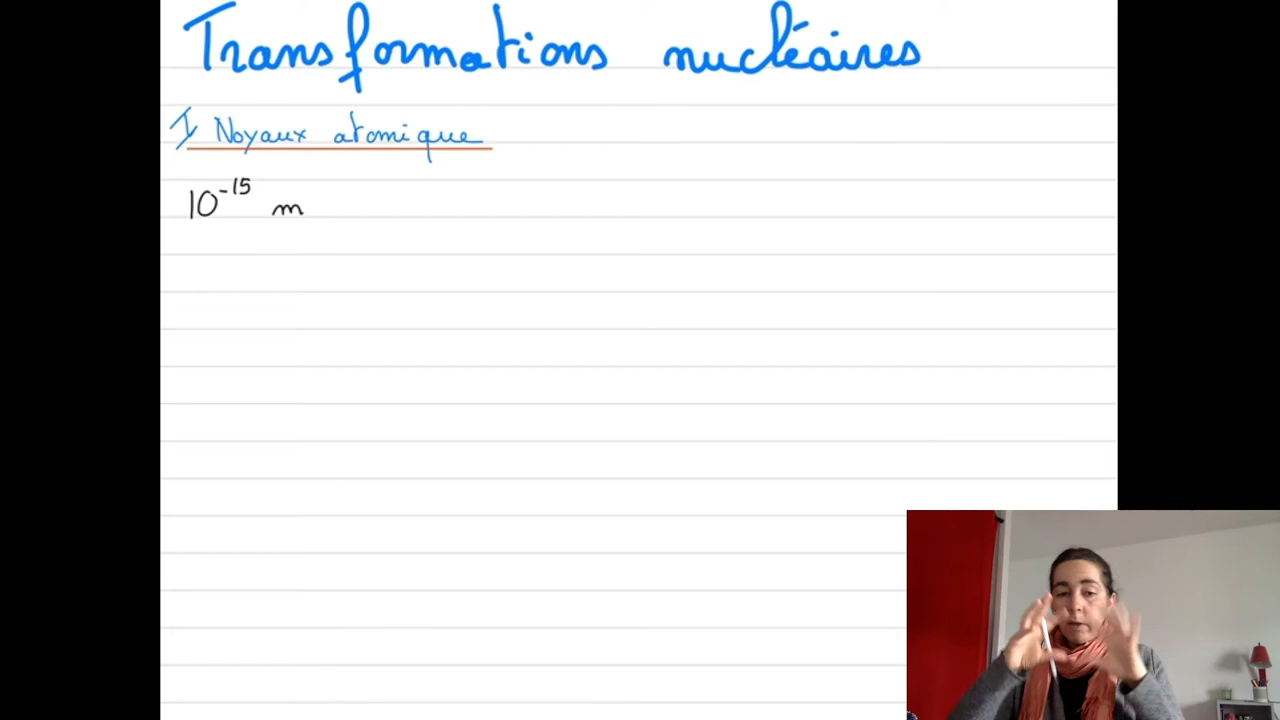 Transformations nucléaires
I Noyaux atomique
10⁻¹⁵ m